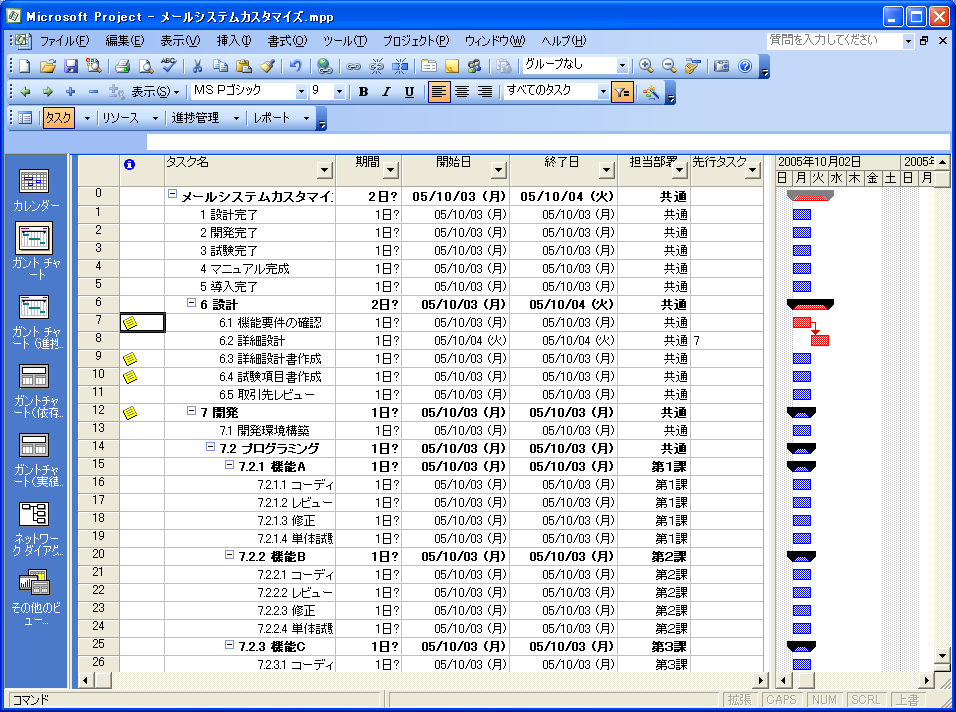 Microsoft Project - メールシステムカスタマイズ.mpp
ファイル(F) 編集(E) 表示(V) 挿入(I) 書式(O) ツール(T) プロジェクト(P) ウィンドウ(W) ヘルプ(H) 質問を入力してください
グループなし
表示(S) MS Pゴシック 9 B I U すべてのタスク
タスク リソース 進捗管理 レポート
カレンダー
ガント チャート
ガント チャート (進捗...
ガントチャート(依存...
ガントチャート(実績...
ネットワーク ダイアグ...
その他のビュー...
タスク名 期間 開始日 終了日 担当部署 先行タスク 2005年10月02日 2005年
日 月 火 水 木 金 土 日 月
0 メールシステムカスタマイズ 2日? 05/10/03 (月) 05/10/04 (火) 共通
1 1 設計完了 1日? 05/10/03 (月) 05/10/03 (月) 共通
2 2 開発完了 1日? 05/10/03 (月) 05/10/03 (月) 共通
3 3 試験完了 1日? 05/10/03 (月) 05/10/03 (月) 共通
4 4 マニュアル完成 1日? 05/10/03 (月) 05/10/03 (月) 共通
5 5 導入完了 1日? 05/10/03 (月) 05/10/03 (月) 共通
6 6 設計 2日? 05/10/03 (月) 05/10/04 (火) 共通
7 6.1 機能要件の確認 1日? 05/10/03 (月) 05/10/03 (月) 共通
8 6.2 詳細設計 1日? 05/10/04 (火) 05/10/04 (火) 共通 7
9 6.3 詳細設計書作成 1日? 05/10/03 (月) 05/10/03 (月) 共通
10 6.4 試験項目書作成 1日? 05/10/03 (月) 05/10/03 (月) 共通
11 6.5 取引先レビュー 1日? 05/10/03 (月) 05/10/03 (月) 共通
12 7 開発 1日? 05/10/03 (月) 05/10/03 (月) 共通
13 7.1 開発環境構築 1日? 05/10/03 (月) 05/10/03 (月) 共通
14 7.2 プログラミング 1日? 05/10/03 (月) 05/10/03 (月) 共通
15 7.2.1 機能A 1日? 05/10/03 (月) 05/10/03 (月) 第1課
16 7.2.1.1 コーディ 1日? 05/10/03 (月) 05/10/03 (月) 第1課
17 7.2.1.2 レビュー 1日? 05/10/03 (月) 05/10/03 (月) 第1課
18 7.2.1.3 修正 1日? 05/10/03 (月) 05/10/03 (月) 第1課
19 7.2.1.4 単体試験 1日? 05/10/03 (月) 05/10/03 (月) 第1課
20 7.2.2 機能B 1日? 05/10/03 (月) 05/10/03 (月) 第2課
21 7.2.2.1 コーディ 1日? 05/10/03 (月) 05/10/03 (月) 第2課
22 7.2.2.2 レビュー 1日? 05/10/03 (月) 05/10/03 (月) 第2課
23 7.2.2.3 修正 1日? 05/10/03 (月) 05/10/03 (月) 第2課
24 7.2.2.4 単体試験 1日? 05/10/03 (月) 05/10/03 (月) 第2課
25 7.2.3 機能C 1日? 05/10/03 (月) 05/10/03 (月) 第3課
26 7.2.3.1 コーディ 1日? 05/10/03 (月) 05/10/03 (月) 第3課
コマンド 拡張 CAPS NUM SCRL 上書